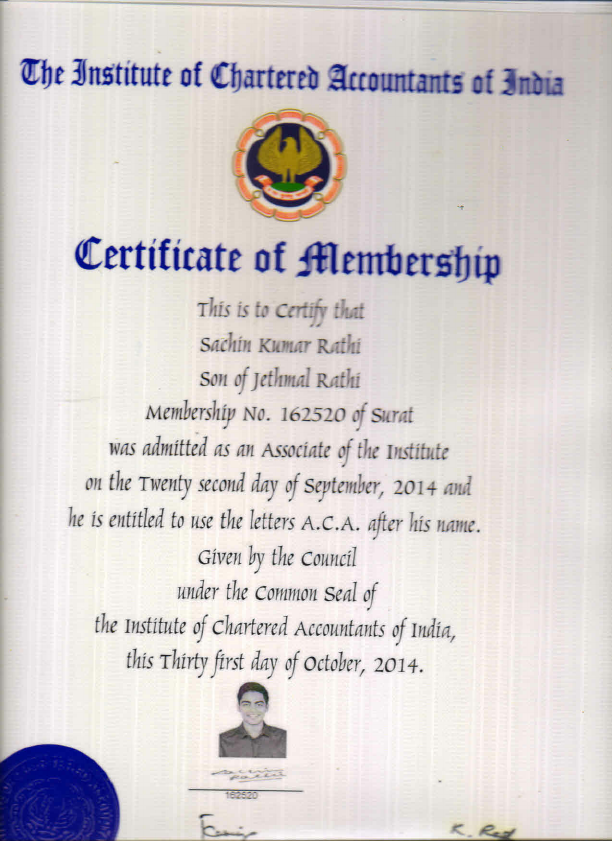 The Institute of Chartered Accountants of India
Certificate of Membership
This is to Certify that
Sachin Kumar Rathi
Son of Jethmal Rathi
Membership No. 162520 of Surat
was admitted as an Associate of the Institute
on the Twenty second day of September, 2014 and
he is entitled to use the letters A.C.A. after his name.
Given by the Council
under the Common Seal of
the Institute of Chartered Accountants of India,
this Thirty first day of October, 2014.
162520